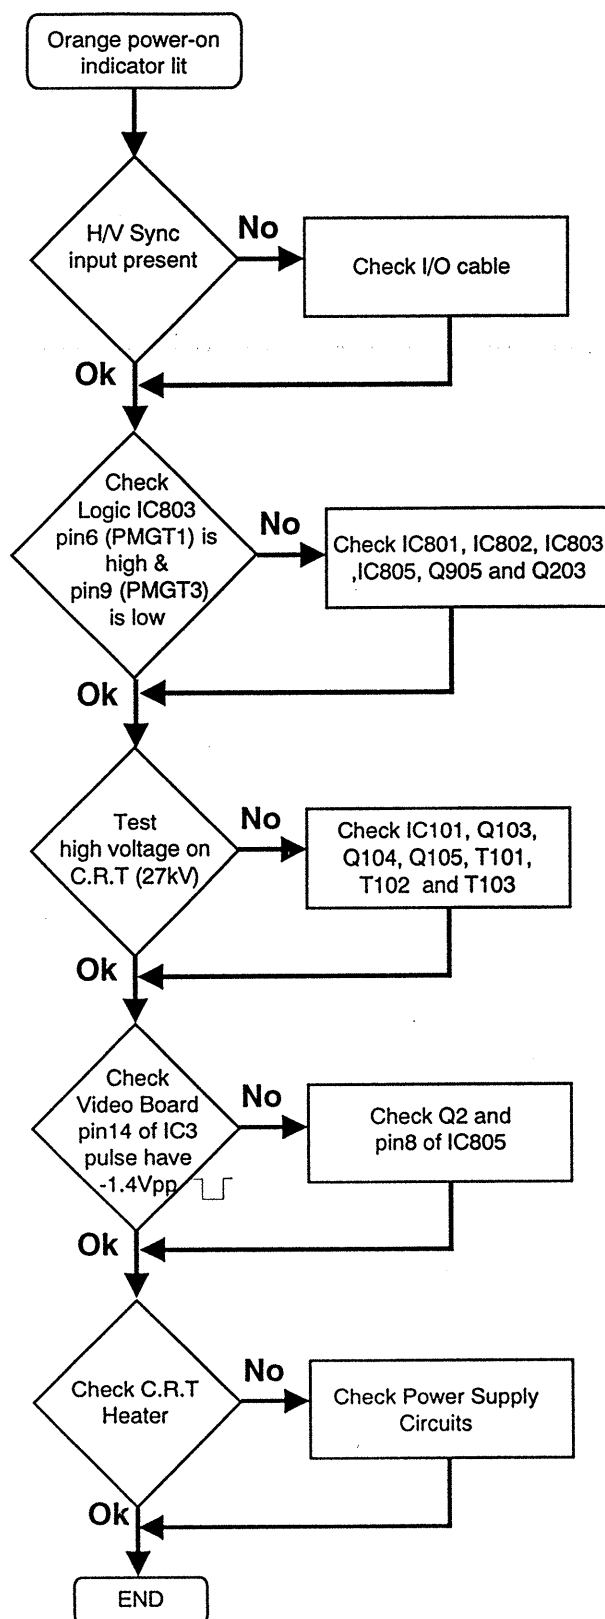 Orange power-on
indicator lit
H/V Sync
input present
No
Check I/O cable
Ok
Check
Logic IC803
pin6 (PMGT1) is
high &
pin9 (PMGT3)
is low
No
Check IC801, IC802, IC803
,IC805, Q905 and Q203
Ok
Test
high voltage on
C.R.T (27kV)
No
Check IC101, Q103,
Q104, Q105, T101,
T102 and T103
Ok
Check
Video Board
pin14 of IC3
pulse have
-1.4Vpp
No
Check Q2 and
pin8 of IC805
Ok
Check C.R.T
Heater
No
Check Power Supply
Circuits
Ok
END